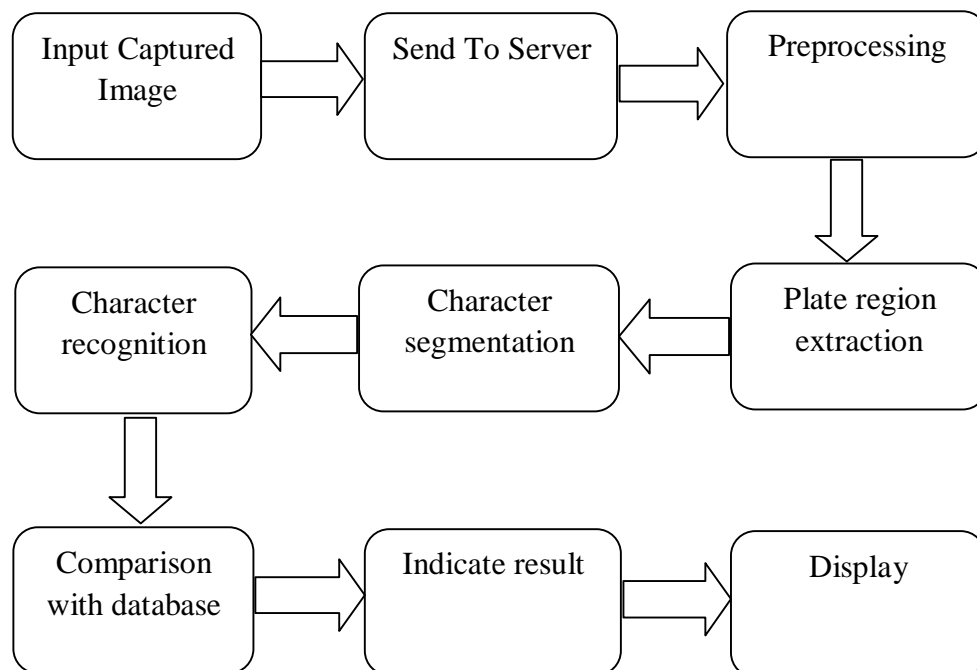 Input Captured
Image
Send To Server
Preprocessing
Plate region
extraction
Character
segmentation
Character
recognition
Comparison
with database
Indicate result
Display